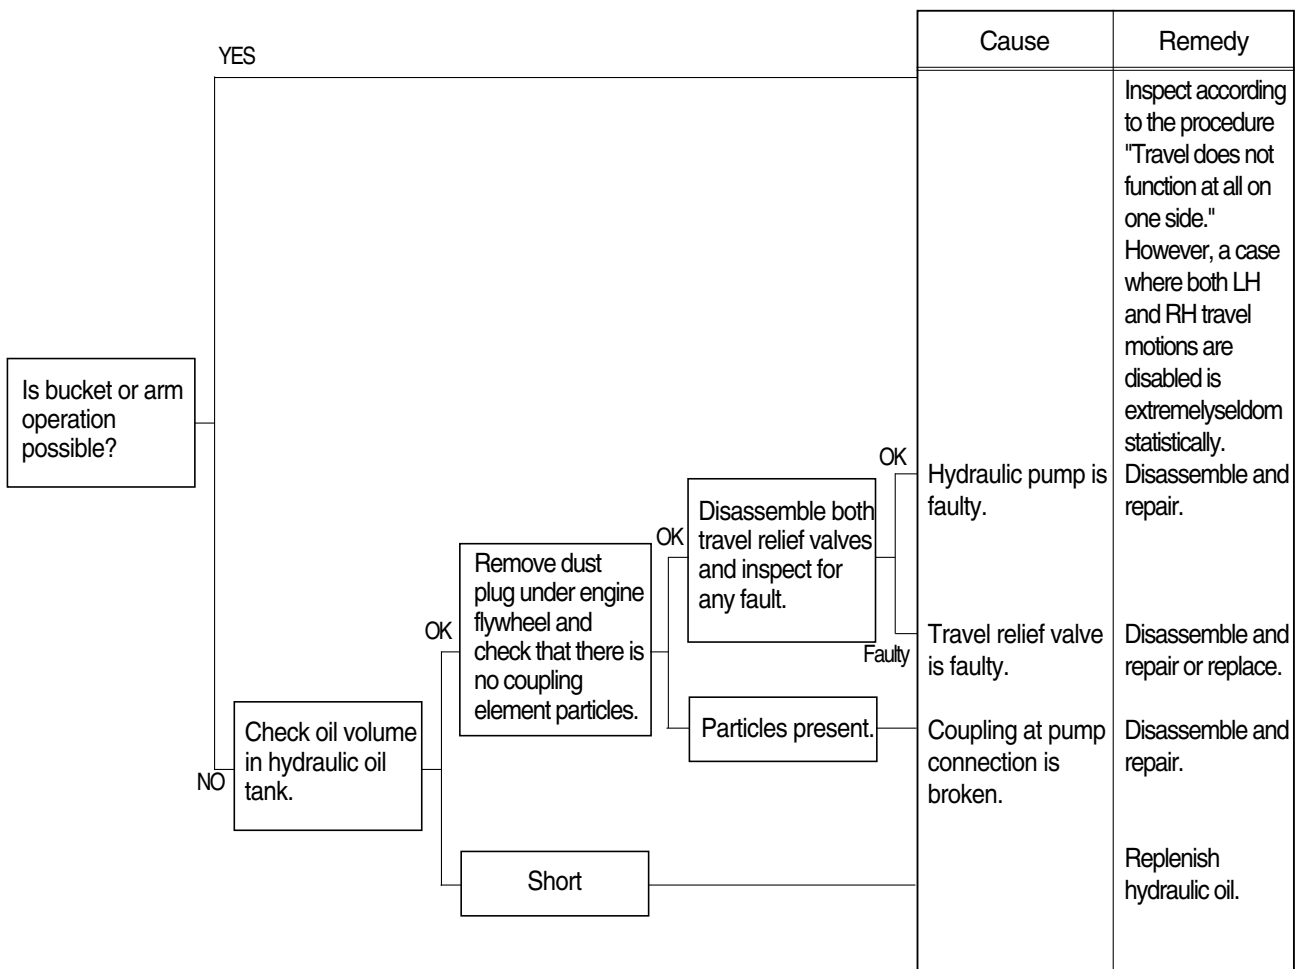 Cause
Remedy
YES
Inspect according
to the procedure
"Travel does not
function at all on
one side."
However, a case
where both LH
and RH travel
motions are
disabled is
extremelyseldom
statistically.
Is bucket or arm
operation
possible?
OK
Hydraulic pump is
faulty.
Disassemble and
repair.
Disassemble both
travel relief valves
and inspect for
any fault.
OK
Remove dust
plug under engine
flywheel and
check that there is
no coupling
element particles.
OK
Faulty
Travel relief valve
is faulty.
Disassemble and
repair or replace.
Particles present.
Coupling at pump
connection is
broken.
Disassemble and
repair.
NO
Check oil volume
in hydraulic oil
tank.
Short
Replenish
hydraulic oil.